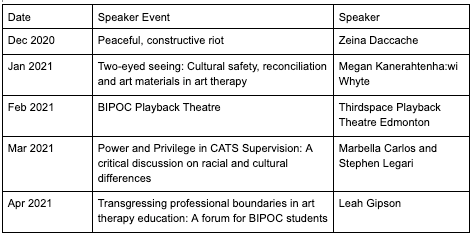 Date Speaker Event Speaker
Dec 2020 Peaceful, constructive riot Zeina Daccache
Jan 2021 Two-eyed seeing: Cultural safety, reconciliation Megan Kanerahtenha:wi
and art materials in art therapy Whyte
Feb 2021 BIPOC Playback Theatre Thirdspace Playback
Theatre Edmonton
Mar 2021 Power and Privilege in CATS Supervision: A Marbella Carlos and
critical discussion on racial and cultural Stephen Legari
differences
Apr 2021 Transgressing professional boundaries in art Leah Gipson
therapy education: A forum for BIPOC students